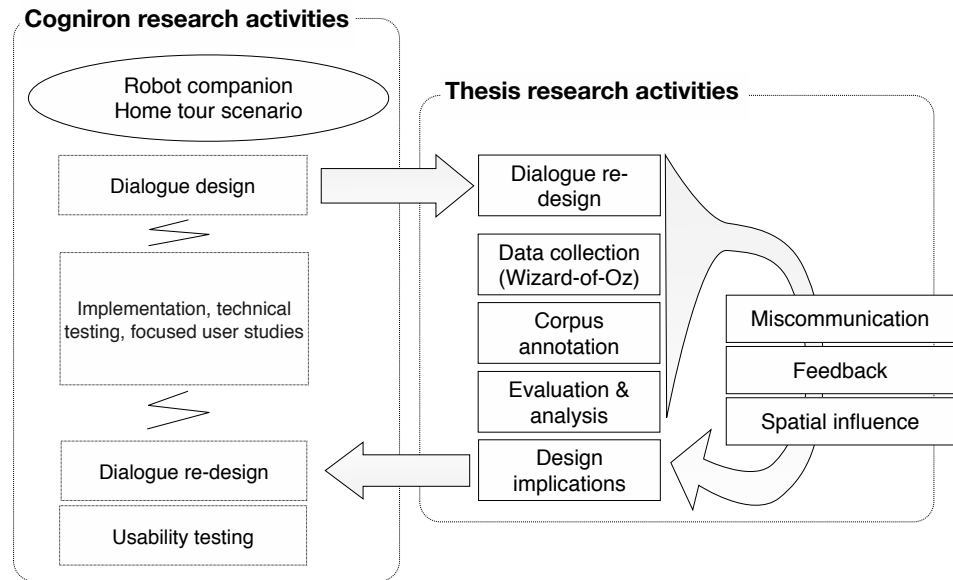 Cogniron research activities
Robot companion
Home tour scenario
Dialogue design
Implementation, technical
testing, focused user studies
Dialogue re-design
Usability testing
Thesis research activities
Dialogue re-
design
Data collection
(Wizard-of-Oz)
Corpus
annotation
Evaluation &
analysis
Design
implications
Miscommunication
Feedback
Spatial influence